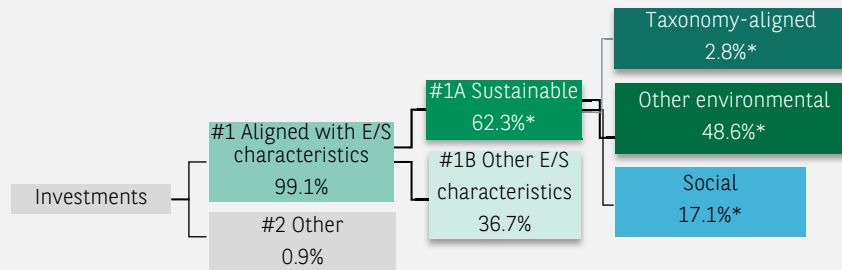 Investments
#1 Aligned with E/S
characteristics
99.1%
#2 Other
0.9%
#1A Sustainable
62.3%*
#1B Other E/S
characteristics
36.7%
Taxonomy-aligned
2.8%*
Other environmental
48.6%*
Social
17.1%*